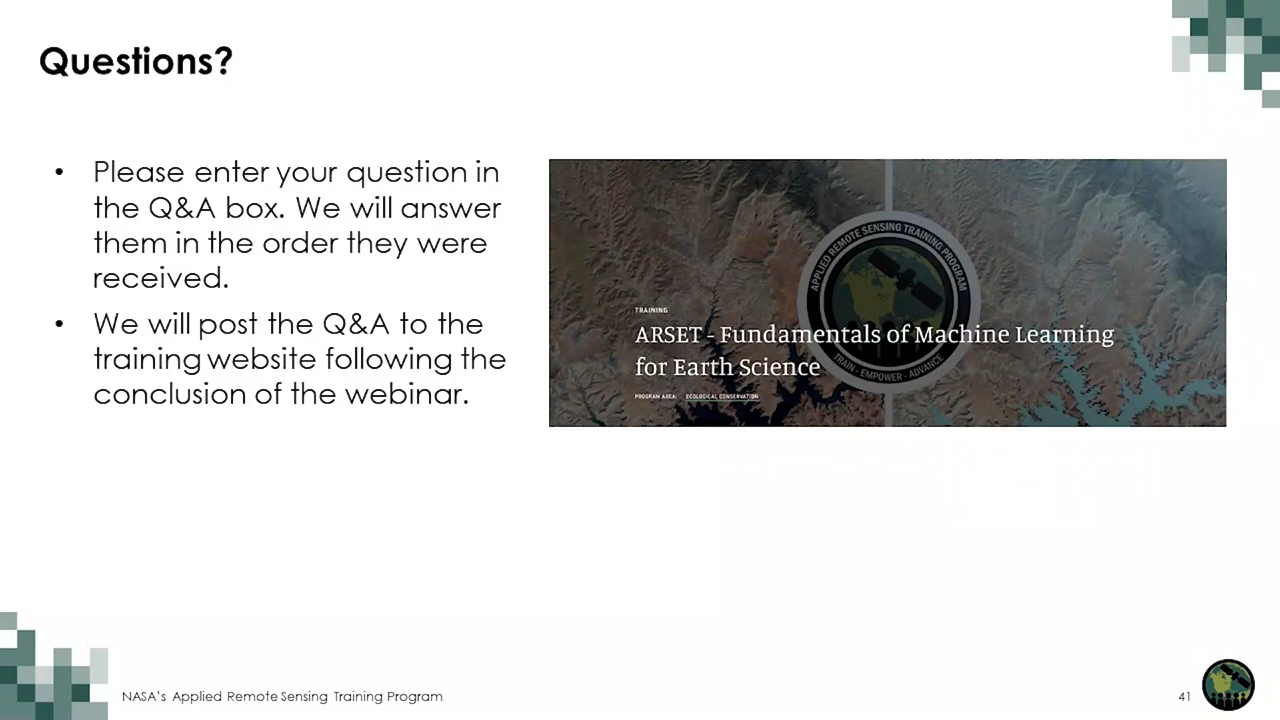 Questions?
• Please enter your question in
the Q&A box. We will answer
them in the order they were
received.
• We will post the Q&A to the
training website following the
conclusion of the webinar.
APPLIED REMOTE SENSING TRAINING PROGRAM
TRAINING
ARSET - Fundamentals of Machine Learning
for Earth Science
TRAIN - EMPOWER - ADVANCE
PROGRAM AREA: ECOLOGICAL CONSERVATION
NASA's Applied Remote Sensing Training Program
41